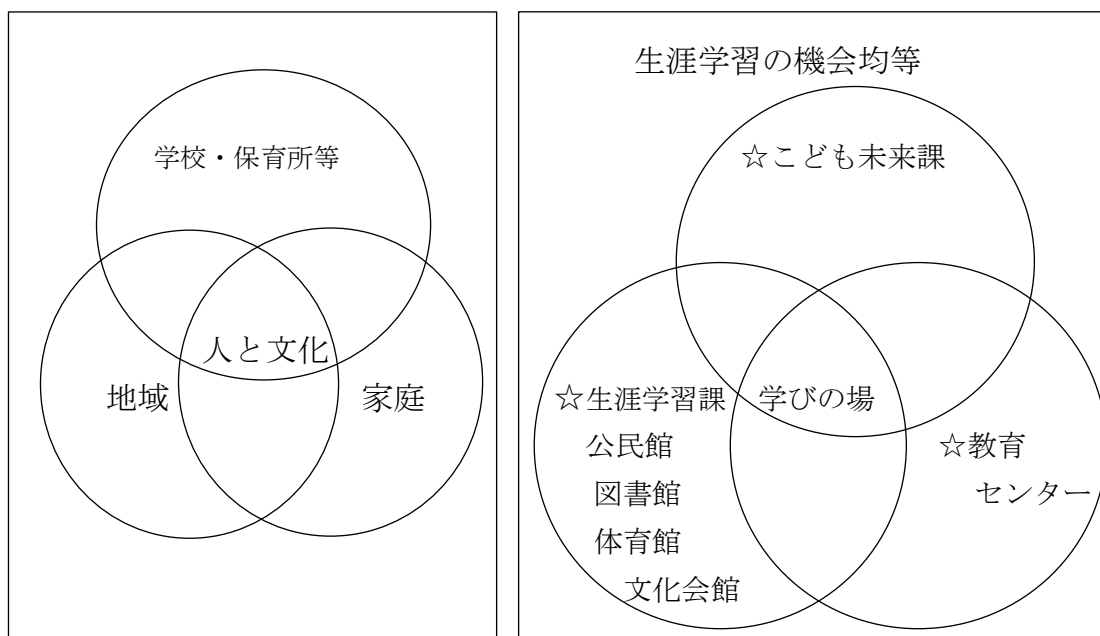 学校・保育所等
人と文化
地域
家庭
生涯学習の機会均等
☆こども未来課
☆生涯学習課
学びの場
公民館
図書館
体育館
文化会館
☆教育
センター